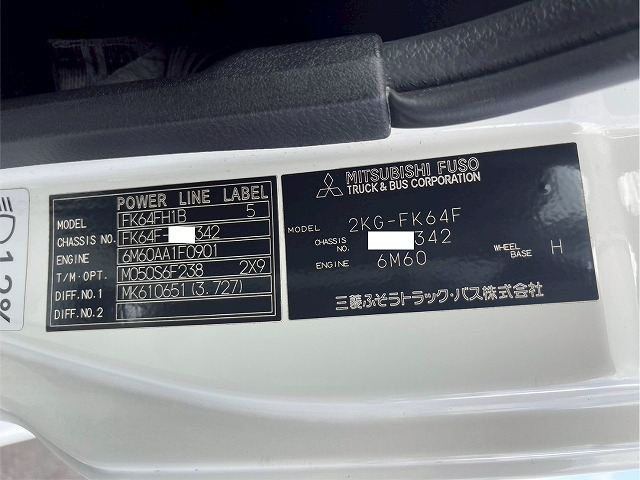 POWER LINE LABEL
MODEL FK64FH1B 5
CHASSIS NO. FK64F- 342
ENGINE 6M60AA1F0901
T/M・OPT. M050S6F238 2X9
DIFF.NO.1 MK610651(3.727)
DIFF.NO.2
MITSUBISHI FUSO
TRUCK & BUS CORPORATION
MODEL 2KG-FK64F
CHASSIS NO. 342
ENGINE 6M60
WHEEL BASE H
三菱ふそうトラック・バス株式会社
1.2%